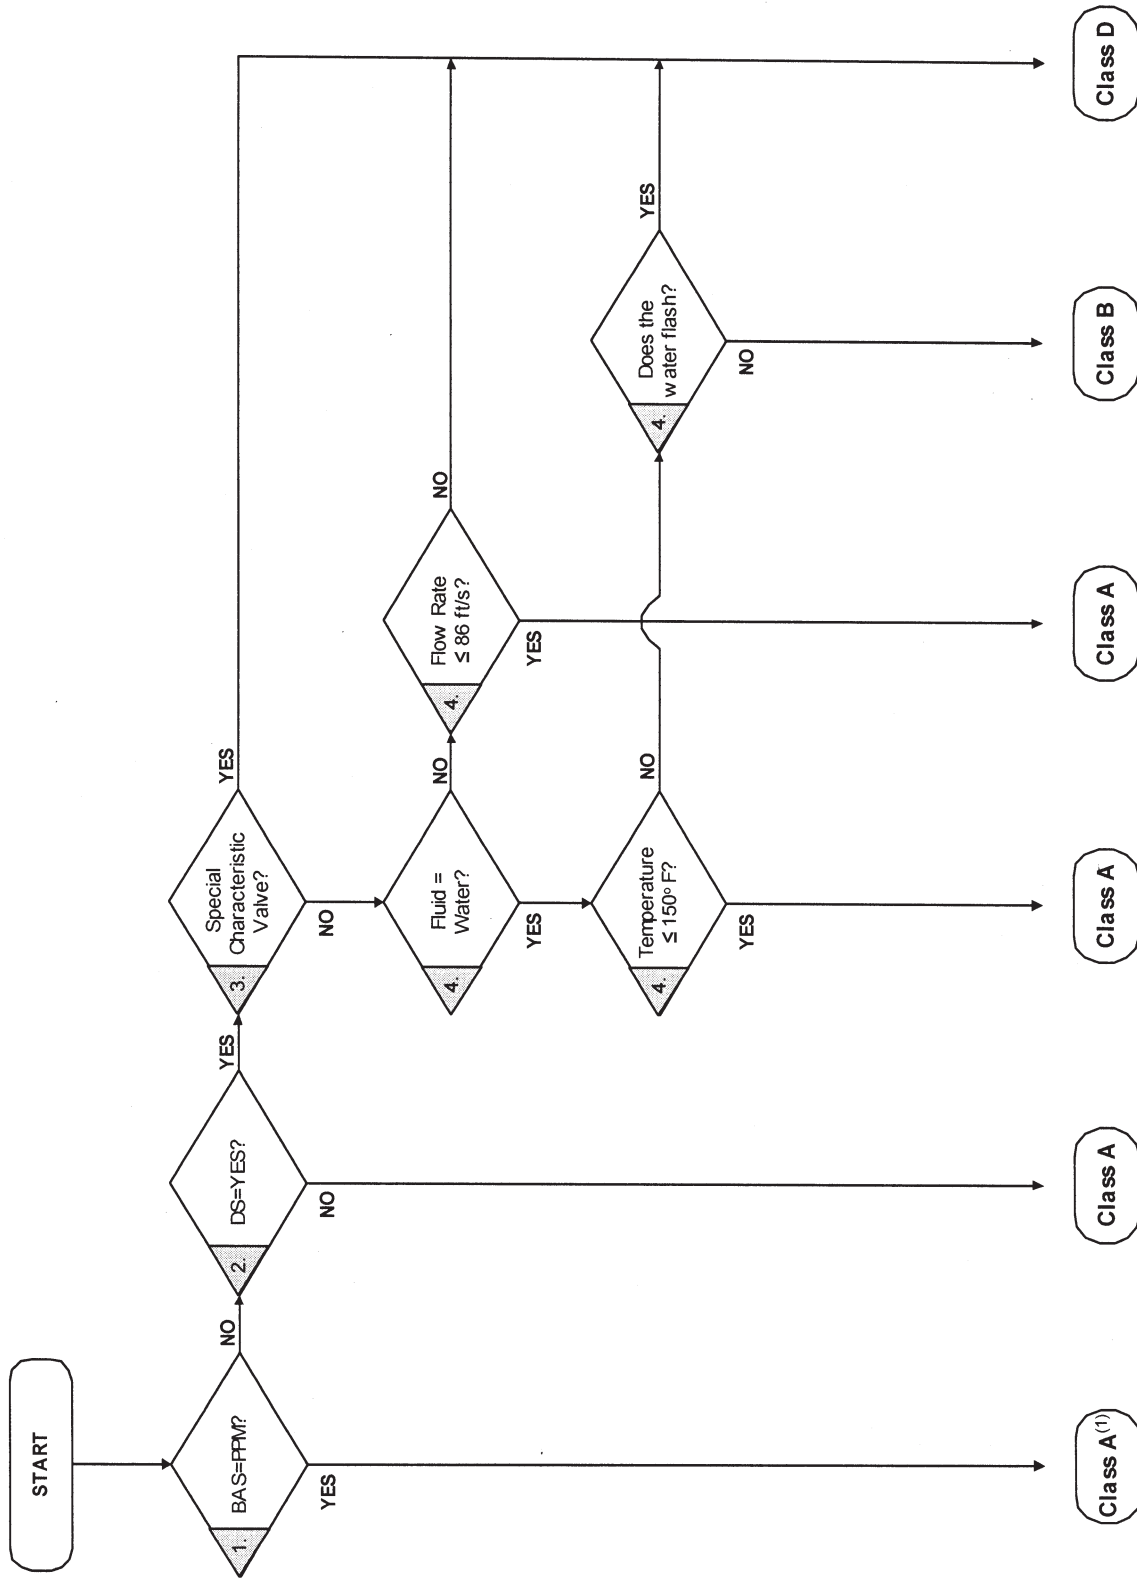 START
1.
BAS=PPM?
NO
YES
2.
DS=YES?
YES
NO
3.
Special
Characteristic
Valve?
YES
NO
4.
Fluid =
Water?
NO
YES
4.
Flow Rate
≤ 86 ft/s?
NO
YES
4.
Temperature
≤ 150° F?
NO
YES
4.
Does the
water flash?
YES
NO
Class A(1)
Class A
Class A
Class A
Class B
Class D